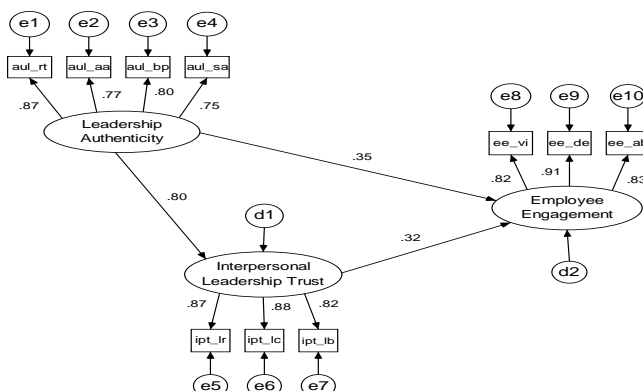 e1
e2
e3
e4
aul_rt
aul_aa
aul_bp
aul_sa
.87
.77
.80
.75
Leadership
Authenticity
e8
e9
e10
ee_vi
ee_de
ee_ab
.82
.91
.83
.35
Employee
Engagement
.80
d1
.32
Interpersonal
Leadership Trust
d2
.87
.88
.82
ipt_lr
ipt_lc
ipt_lb
e5
e6
e7